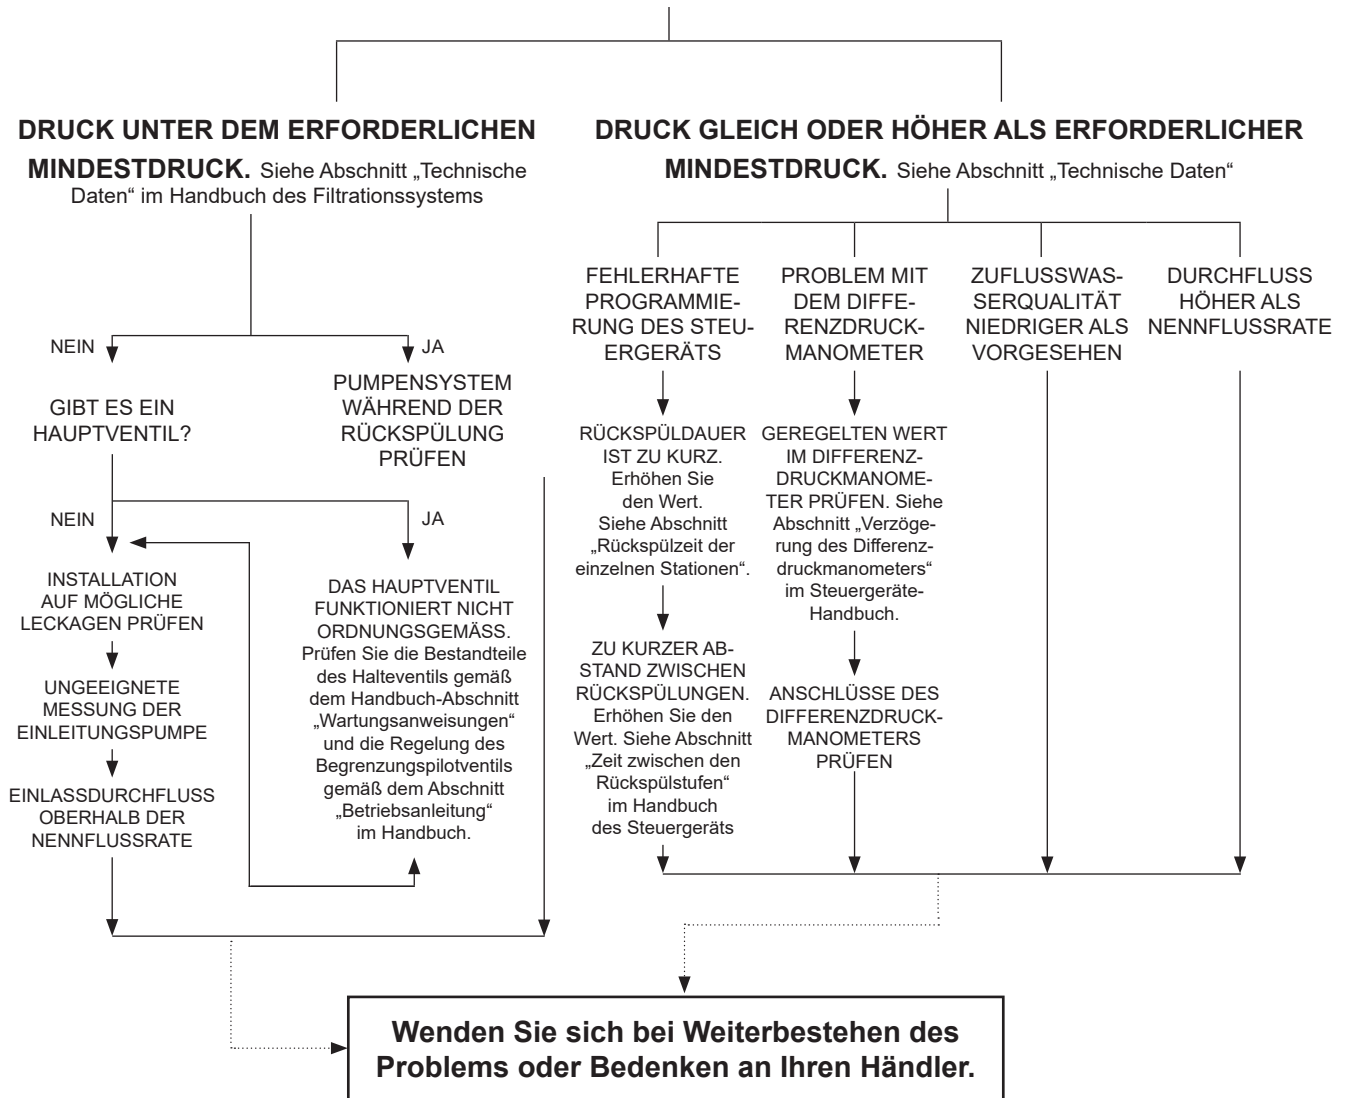 DRUCK UNTER DEM ERFORDERLICHEN
MINDESTDRUCK. Siehe Abschnitt „Technische
Daten“ im Handbuch des Filtrationssystems
NEIN
JA
GIBT ES EIN
HAUPTVENTIL?
PUMPENSYSTEM
WÄHREND DER
RÜCKSPÜLUNG
PRÜFEN
NEIN
JA
INSTALLATION
AUF MÖGLICHE
LECKAGEN PRÜFEN
UNGEEIGNETE
MESSUNG DER
EINLEITUNGSPUMPE
EINLASSDURCHFLUSS
OBERHALB DER
NENNFLUSSRATE
DAS HAUPTVENTIL
FUNKTIONIERT NICHT
ORDNUNGSGEMÄSS.
Prüfen Sie die Bestandteile
des Halteventils gemäß
dem Handbuch-Abschnitt
„Wartungsanweisungen“
und die Regelung des
Begrenzungspilotventils
gemäß dem Abschnitt
„Betriebsanleitung“
im Handbuch.
DRUCK GLEICH ODER HÖHER ALS ERFORDERLICHER
MINDESTDRUCK. Siehe Abschnitt „Technische Daten“
FEHLERHAFTE
PROGRAMMIE-
RUNG DES STEU-
ERGERÄTS
RÜCKSPÜLDAUER
IST ZU KURZ.
Erhöhen Sie
den Wert.
Siehe Abschnitt
„Rückspülzeit der
einzelnen Stationen“.
ZU KURZER AB-
STAND ZWISCHEN
RÜCKSPÜLUNGEN.
Erhöhen Sie den
Wert. Siehe Abschnitt
„Zeit zwischen den
Rückspülstufen“
im Handbuch
des Steuergeräts
PROBLEM MIT
DEM DIFFE-
RENZDRUCK-
MANOMETER
GEREGELTEN WERT
IM DIFFERENZ-
DRUCKMANOME-
TER PRÜFEN. Siehe
Abschnitt „Verzöge-
rung des Differenz-
druckmanometers“
im Steuergeräte-
Handbuch.
ANSCHLÜSSE DES
DIFFERENZDRUCK-
MANOMETERS
PRÜFEN
ZUFLUSSWAS-
SERQUALITÄT
NIEDRIGER ALS
VORGESEHEN
DURCHFLUSS
HÖHER ALS
NENNFLUSSRATE
Wenden Sie sich bei Weiterbestehen des
Problems oder Bedenken an Ihren Händler.